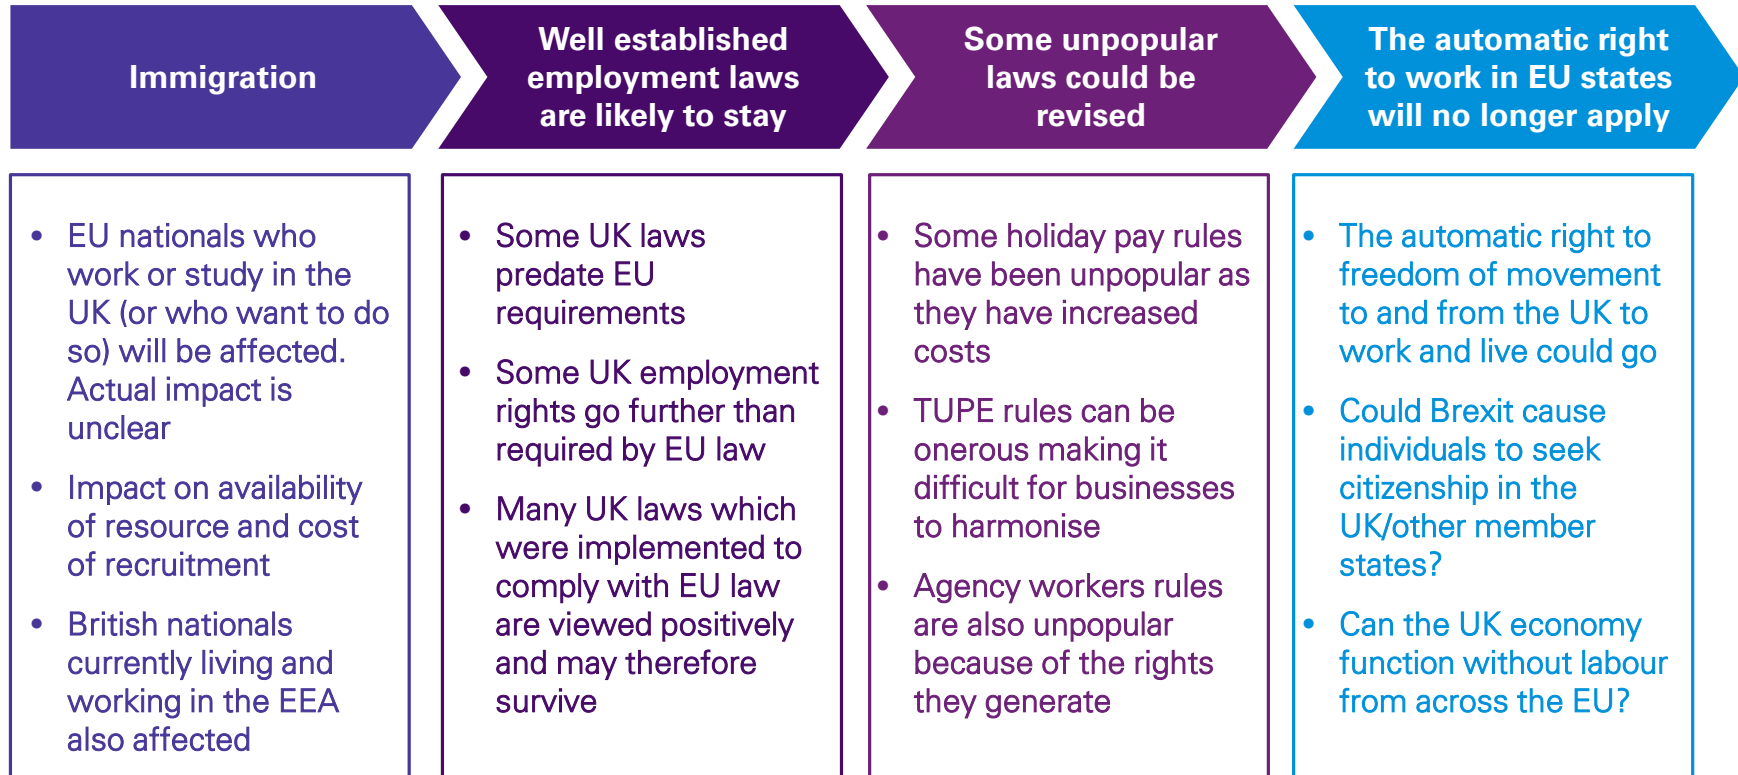 Immigration
Well established
employment laws
are likely to stay
Some unpopular
laws could be
revised
The automatic right
to work in EU states
will no longer apply
• EU nationals who
work or study in the
UK (or who want to do
so) will be affected.
Actual impact is
unclear
• Impact on availability
of resource and cost
of recruitment
• British nationals
currently living and
working in the EEA
also affected
• Some UK laws
predate EU
requirements
• Some UK employment
rights go further than
required by EU law
• Many UK laws which
were implemented to
comply with EU law
are viewed positively
and may therefore
survive
• Some holiday pay rules
have been unpopular as
they have increased
costs
• TUPE rules can be
onerous making it
difficult for businesses
to harmonise
• Agency workers rules
are also unpopular
because of the rights
they generate
• The automatic right to
freedom of movement
to and from the UK to
work and live could go
• Could Brexit cause
individuals to seek
citizenship in the
UK/other member
states?
• Can the UK economy
function without labour
from across the EU?